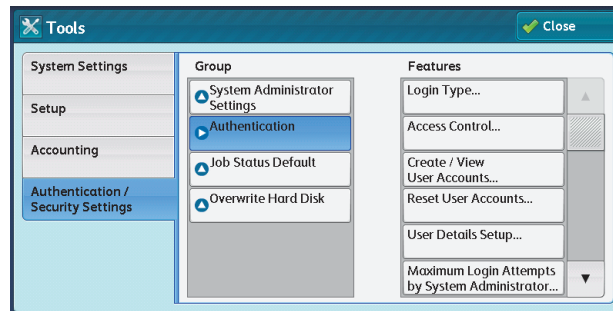 Tools
Close
System Settings
Setup
Accounting
Authentication /
Security Settings
Group
System Administrator
Settings
Authentication
Job Status Default
Overwrite Hard Disk
Features
Login Type...
Access Control...
Create / View
User Accounts...
Reset User Accounts...
User Details Setup...
Maximum Login Attempts
by System Administrator...